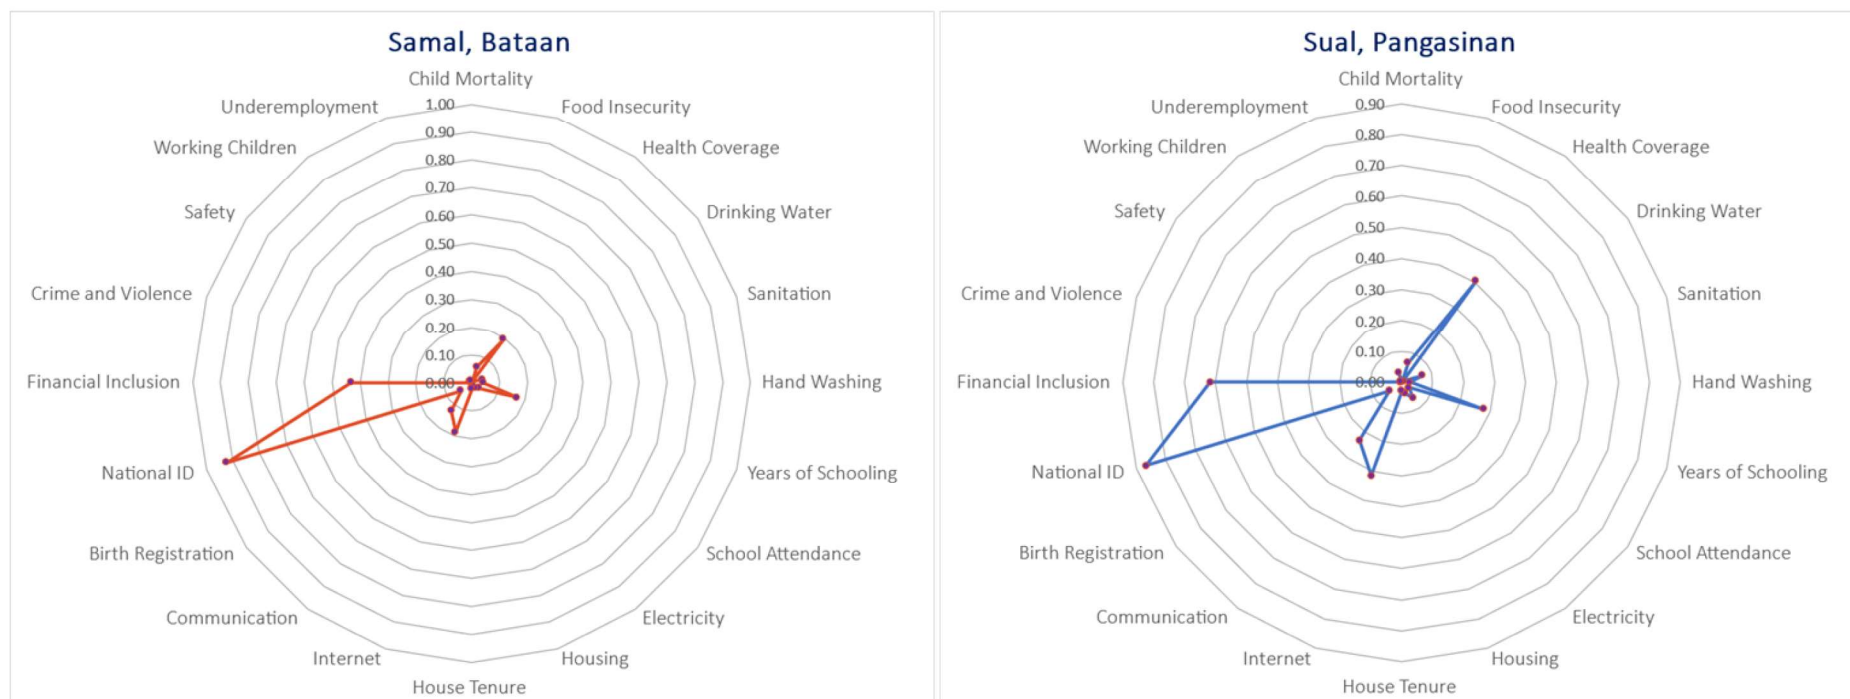 Samal, Bataan
Child Mortality
Underemployment
1.00
Food Insecurity
0.90
Working Children
Health Coverage
0.80
0.70
Safety
Drinking Water
0.60
0.50
0.40
Crime and Violence
Sanitation
0.30
0.20
0.10
Financial Inclusion
0.00
Hand Washing
National ID
Years of Schooling
Birth Registration
School Attendance
Communication
Electricity
Internet
Housing
House Tenure
Sual, Pangasinan
Child Mortality
Underemployment
0.90
Food Insecurity
0.80
Working Children
Health Coverage
0.70
Safety
0.60
Drinking Water
0.50
0.40
Crime and Violence
0.30
Sanitation
0.20
0.10
Financial Inclusion
0.00
Hand Washing
National ID
Years of Schooling
Birth Registration
School Attendance
Communication
Electricity
Internet
Housing
House Tenure